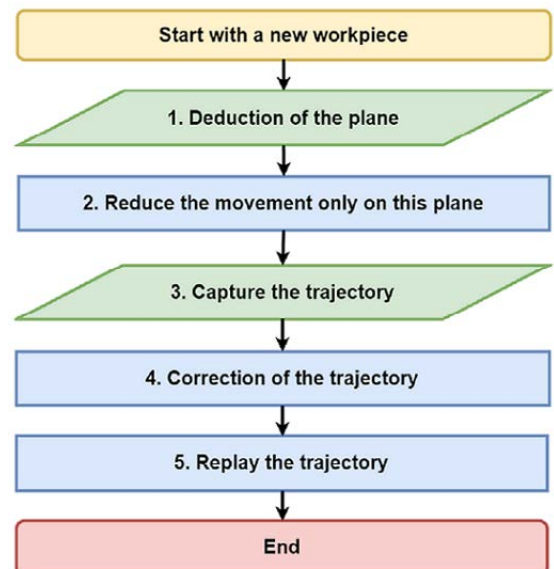 Start with a new workpiece
1. Deduction of the plane
2. Reduce the movement only on this plane
3. Capture the trajectory
4. Correction of the trajectory
5. Replay the trajectory
End